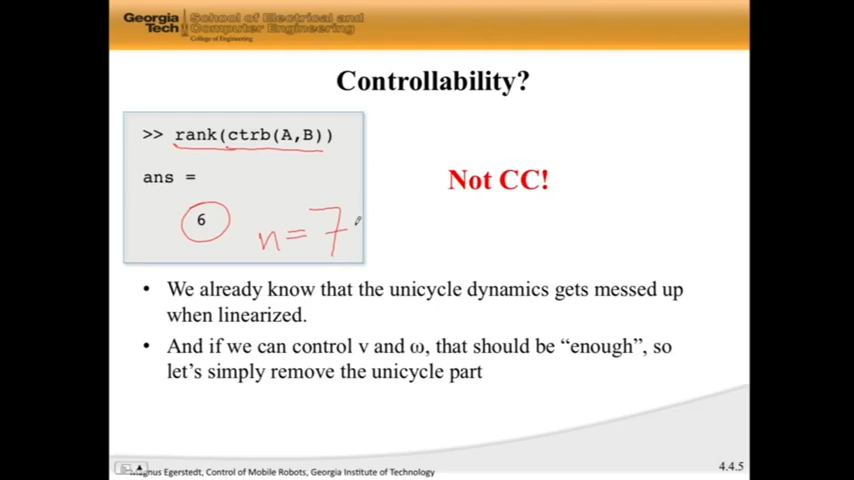 Georgia Tech
School of Electrical and Computer Engineering
College of Engineering
Controllability?
>> rank(ctrb(A,B))
ans =
6
n=7
Not CC!
• We already know that the unicycle dynamics gets messed up
when linearized.
• And if we can control v and ω, that should be “enough”, so
let’s simply remove the unicycle part
Magnus Egerstedt, Control of Mobile Robots, Georgia Institute of Technology
4.4.5